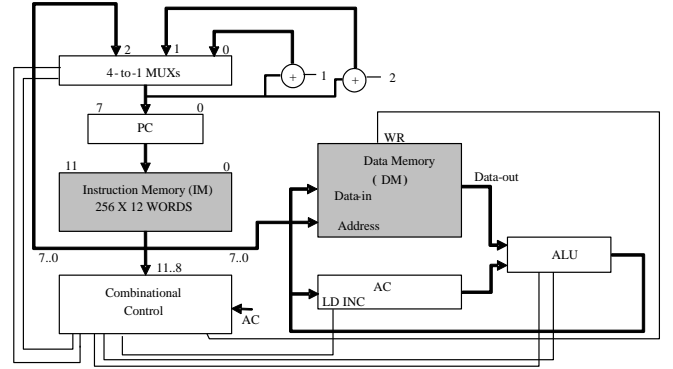 2 1 0
4-to-1 MUXs
+ 1
+ 2
7 0
PC
11 0
Instruction Memory (IM)
256 X 12 WORDS
7..0 7..0
11..8
Combinational
Control
AC
WR
Data Memory
( DM)
Data-in
Address
Data-out
AC
LD INC
ALU